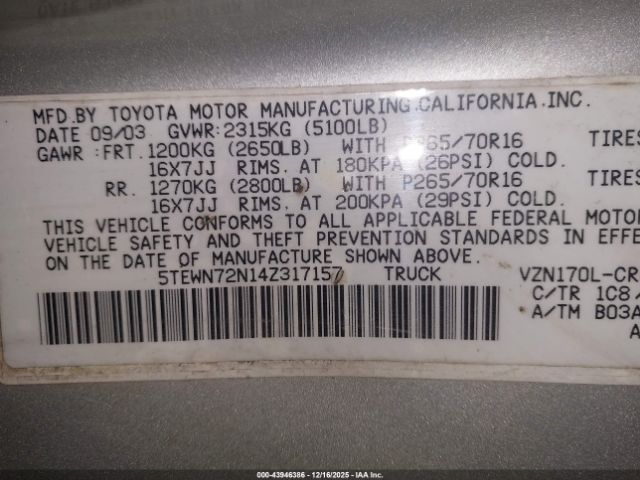 MFD.BY TOYOTA MOTOR MANUFACTURING.CALIFORNIA.INC.
DATE 09/03 GVWR:2315KG (5100LB)
GAWR :FRT.1200KG (2650LB) WITH P265/70R16 TIRES
16X7JJ RIMS. AT 180KPA (26PSI) COLD.
RR. 1270KG (2800LB) WITH P265/70R16 TIRES
16X7JJ RIMS. AT 200KPA (29PSI) COLD.
THIS VEHICLE CONFORMS TO ALL APPLICABLE FEDERAL MOTOR
VEHICLE SAFETY AND THEFT PREVENTION STANDARDS IN EFFE
ON THE DATE OF MANUFACTURE SHOWN ABOVE.
5TEWN72N14Z317157 TRUCK VZN170L-CR
C/TR 1C8/
A/TM B03A
A
000-43946386 - 12/16/2025 - IAA Inc.